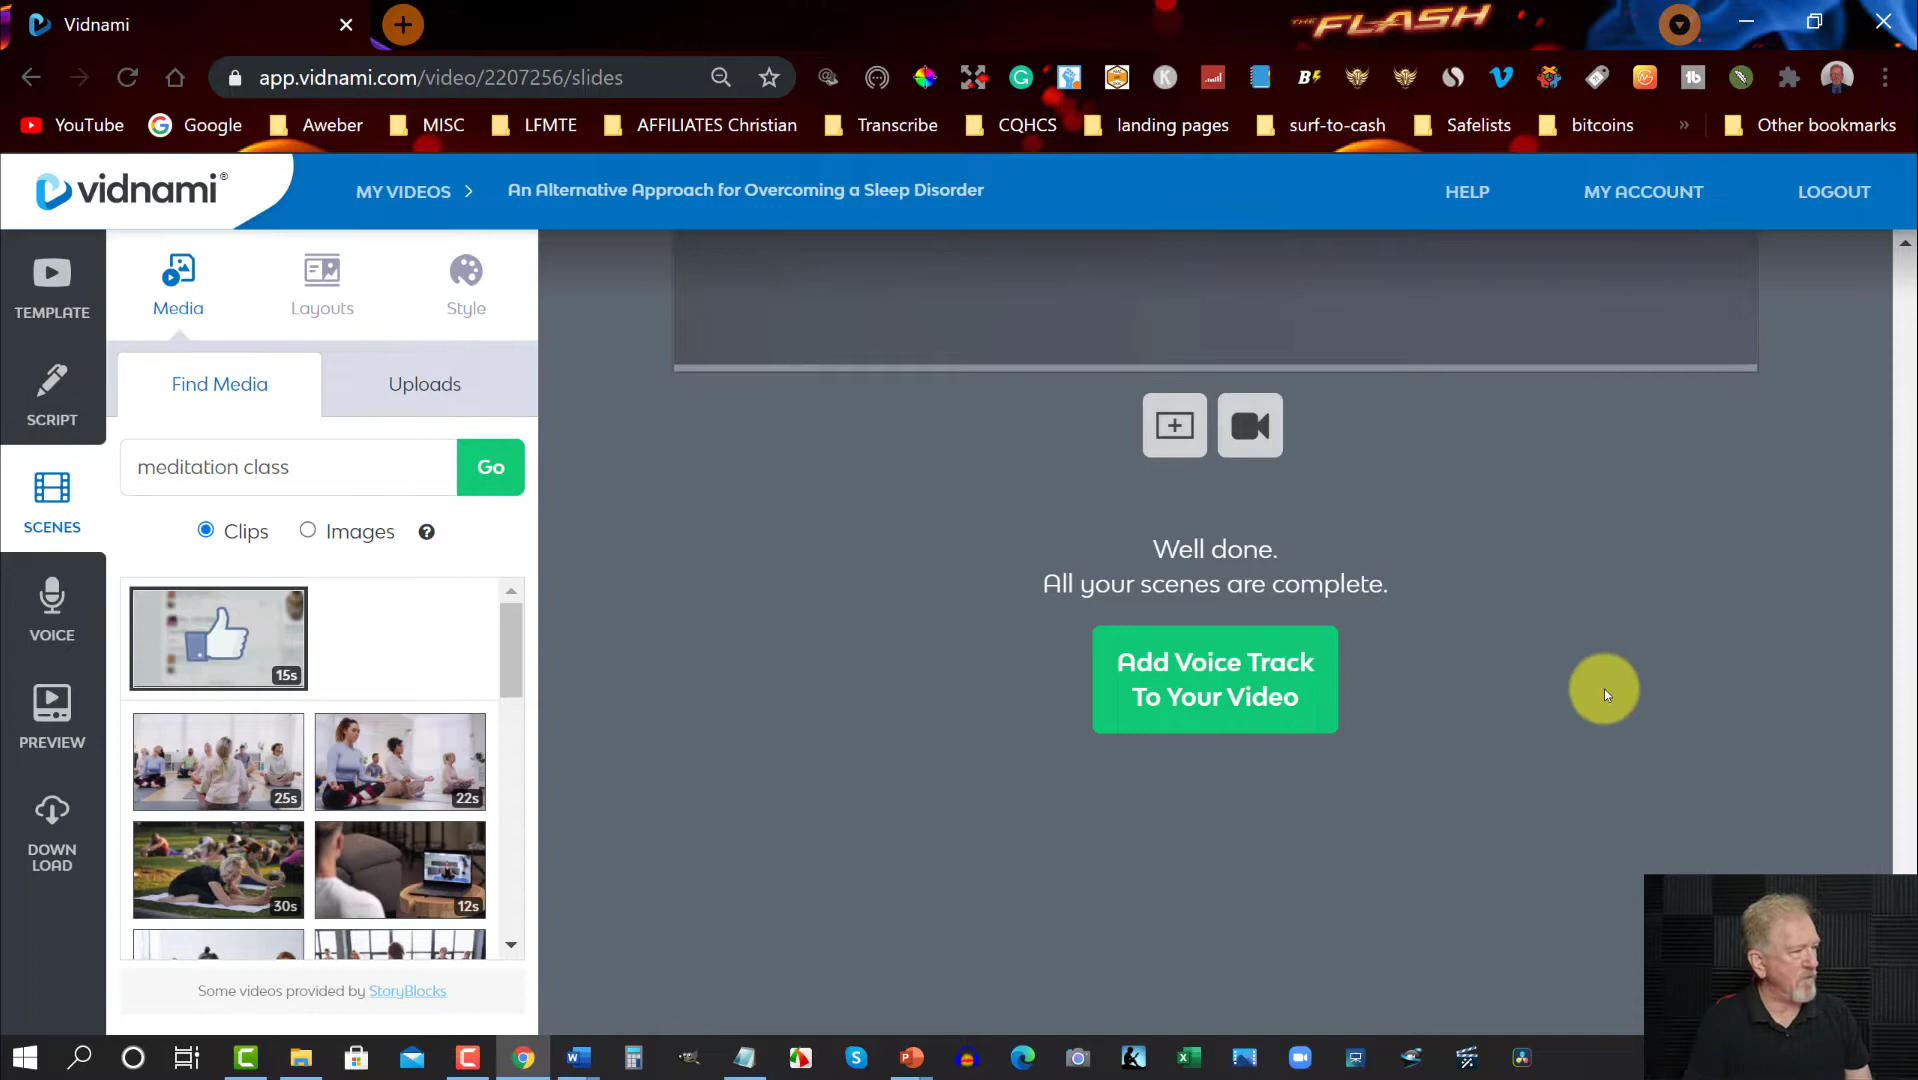 Vidnami
THE FLASH
app.vidnami.com/video/2207256/slides
YouTube Google Aweber MISC LFMTE AFFILIATES Christian Transcribe CQHCS landing pages surf-to-cash Safelists bitcoins » Other bookmarks
vidnami®
MY VIDEOS > An Alternative Approach for Overcoming a Sleep Disorder
HELP MY ACCOUNT LOGOUT
TEMPLATE
SCRIPT
SCENES
VOICE
PREVIEW
DOWN
LOAD
Media Layouts Style
Find Media Uploads
meditation class Go
Clips Images ?
15s
25s 22s
30s 12s
Some videos provided by StoryBlocks
Well done.
All your scenes are complete.
Add Voice Track
To Your Video